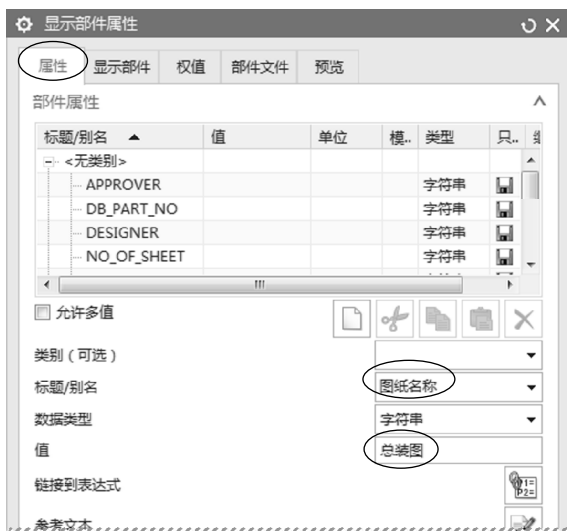 显示部件属性
属性 显示部件 权值 部件文件 预览
部件属性
标题/别名 值 单位 模.. 类型 只..
<无类别>
APPROVER 字符串
DB_PART_NO 字符串
DESIGNER 字符串
NO_OF_SHEET 字符串
允许多值
类别（可选）
标题/别名 图纸名称
数据类型 字符串
值 总装图
链接到表达式 P1= P2=
参考文本